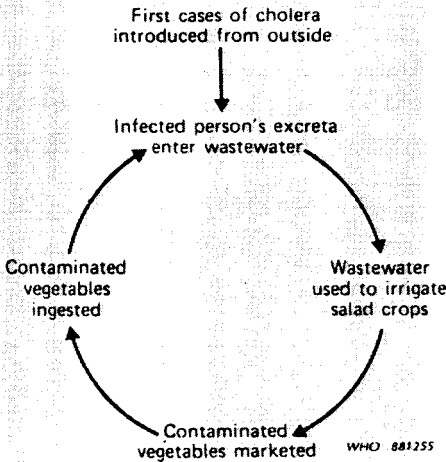 First cases of cholera
introduced from outside
Infected person's excreta
enter wastewater
Wastewater
used to irrigate
salad crops
Contaminated
vegetables marketed
Contaminated
vegetables
ingested
WHO 881255